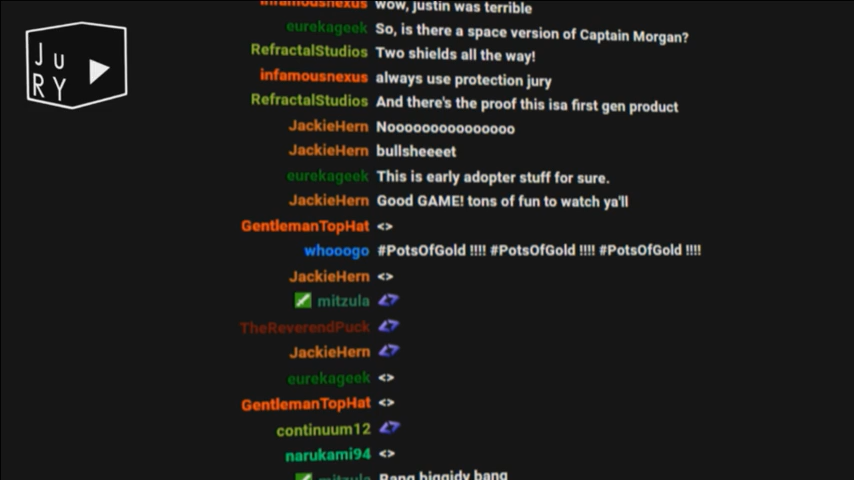 JURY
infamousnexus wow, justin was terrible
eurekageek So, is there a space version of Captain Morgan?
RefractalStudios Two shields all the way!
infamousnexus always use protection jury
RefractalStudios And there's the proof this isa first gen product
JackieHern Nooooooooooooooo
JackieHern bullsheeeet
eurekageek This is early adopter stuff for sure.
JackieHern Good GAME! tons of fun to watch ya'll
GentlemanTopHat <>
whooogo #PotsOfGold !!!! #PotsOfGold !!!! #PotsOfGold !!!!
JackieHern <>
mitzula
TheReverendPuck
JackieHern
eurekageek <>
GentlemanTopHat <>
continuum12
narukami94 <>
mitzula Bang biggidy bang